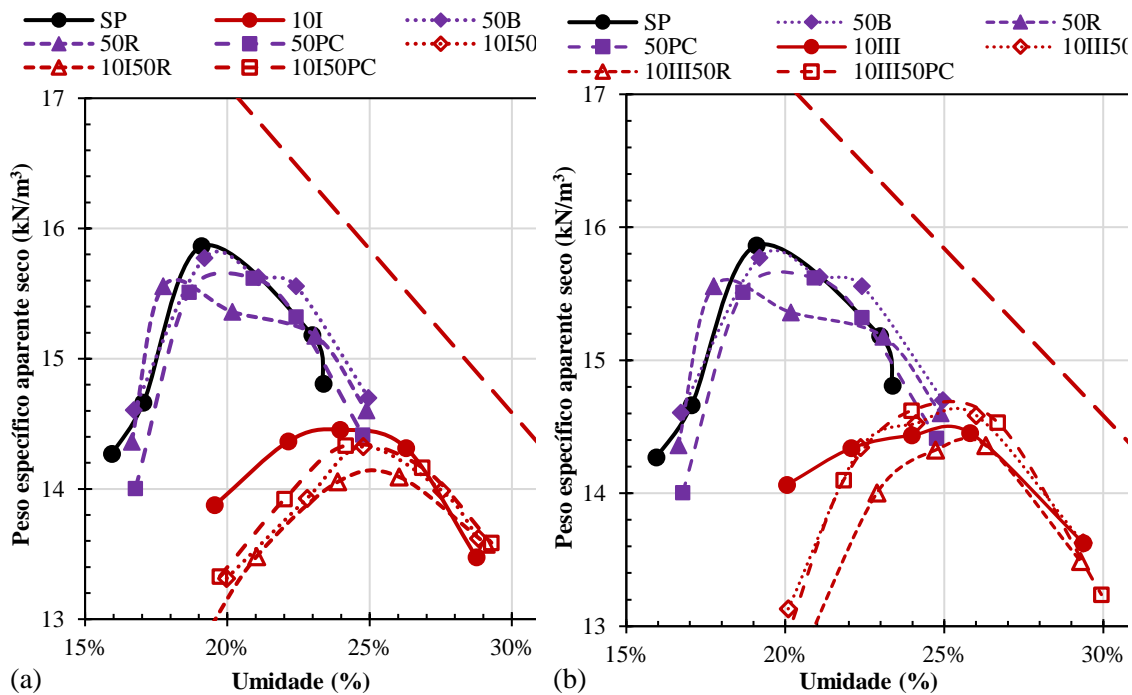 SP 10I 50B
50R 50PC 10I50
10I50R 10I50PC
17
16
15
14
13
15% 20% 25% 30%
Peso específico aparente seco (kN/m³)
Umidade (%)
(a)
SP 50B 50R
50PC 10III 10III50
10III50R 10III50PC
17
16
15
14
13
15% 20% 25% 30%
Peso específico aparente seco (kN/m³)
Umidade (%)
(b)